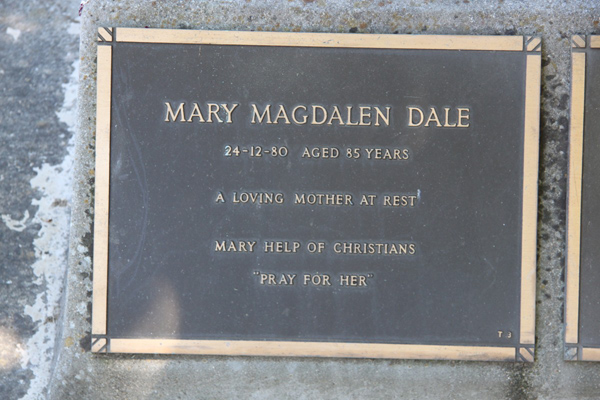 MARY MAGDALEN DALE
24-12-80 AGED 85 YEARS
A LOVING MOTHER AT REST
MARY HELP OF CHRISTIANS
"PRAY FOR HER"
T J